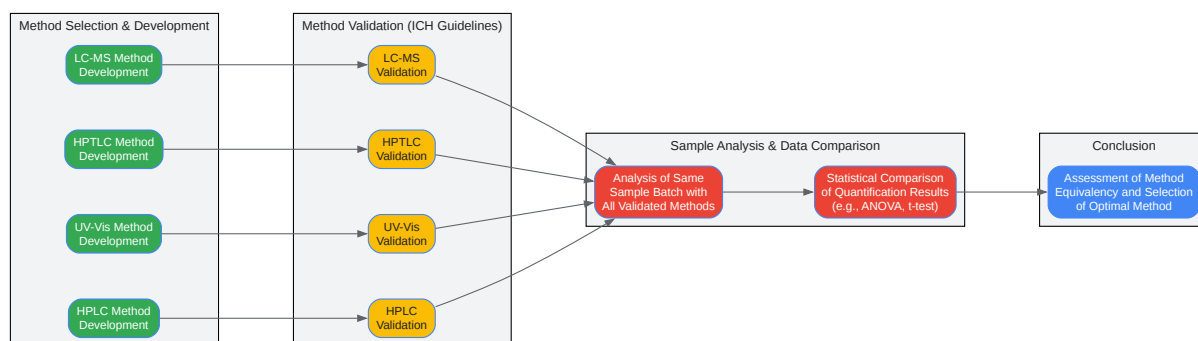 Method Selection & Development
LC-MS Method
Development
HPTLC Method
Development
UV-Vis Method
Development
HPLC Method
Development
Method Validation (ICH Guidelines)
LC-MS
Validation
HPTLC
Validation
UV-Vis
Validation
HPLC
Validation
Sample Analysis & Data Comparison
Analysis of Same
Sample Batch with
All Validated Methods
Statistical Comparison
of Quantification Results
(e.g., ANOVA, t-test)
Conclusion
Assessment of Method
Equivalency and Selection
of Optimal Method